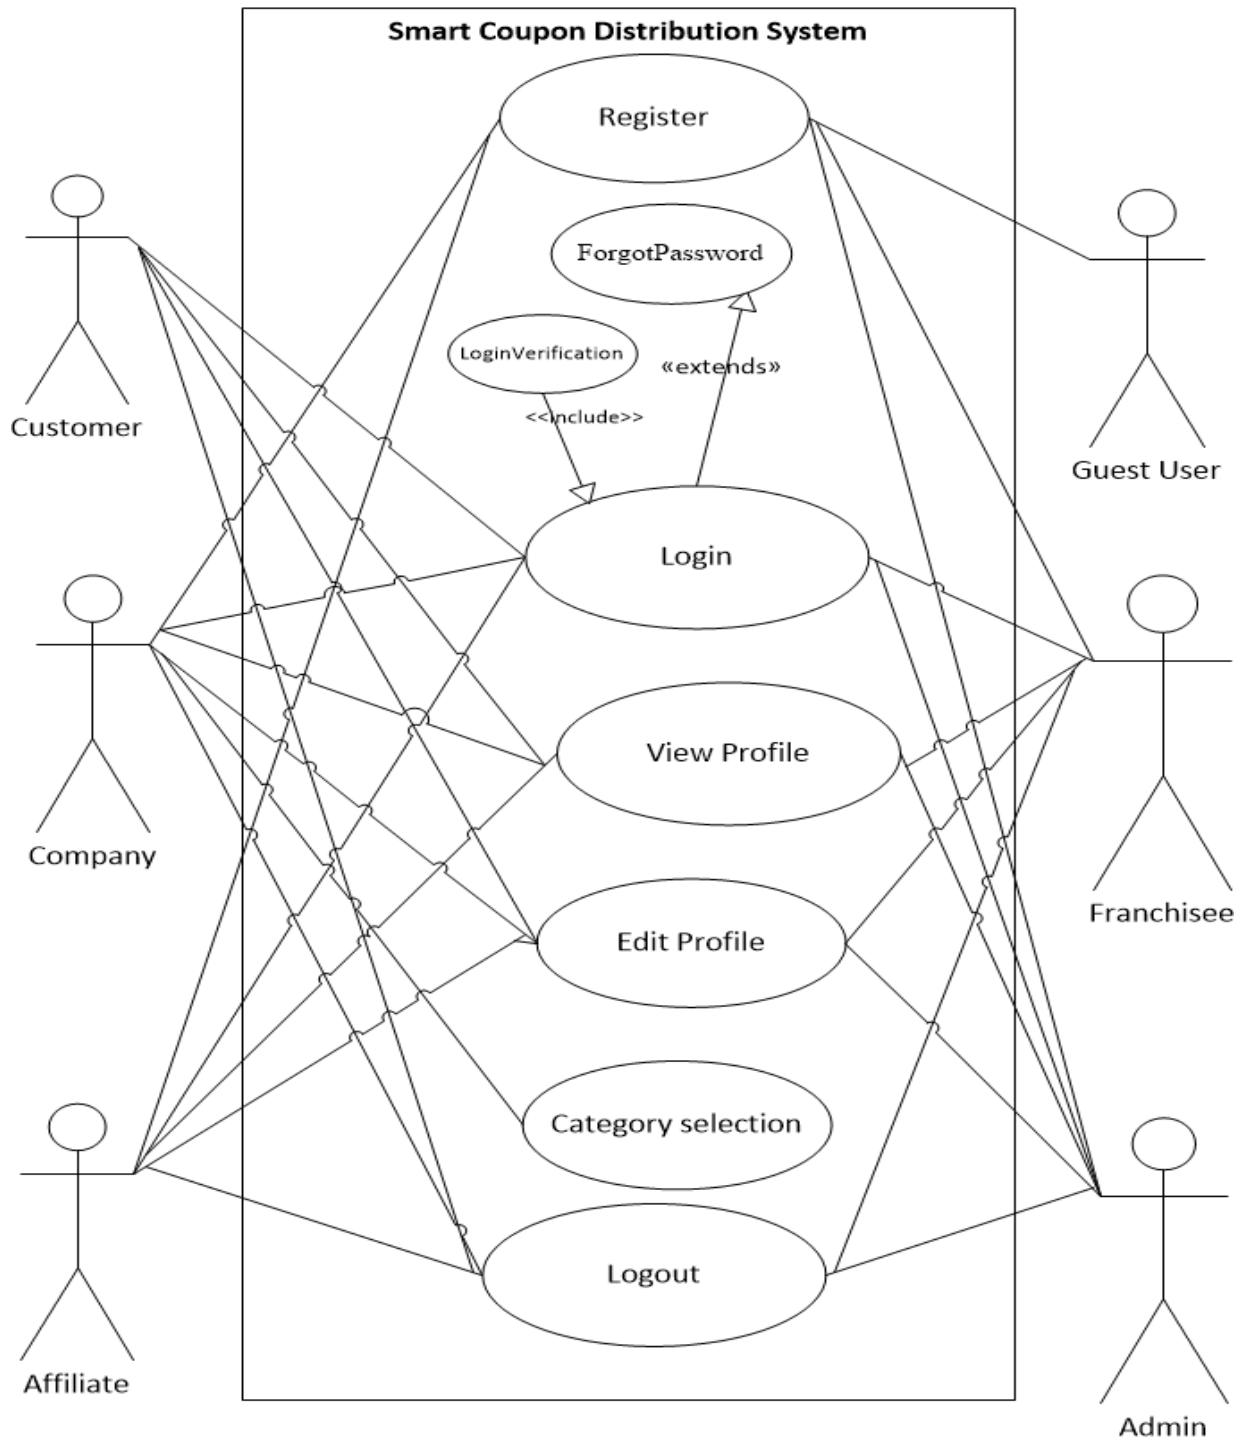 Smart Coupon Distribution System
Register
ForgotPassword
LoginVerification
«extends»
<<include>>
Customer
Guest User
Login
View Profile
Company
Franchisee
Edit Profile
Category selection
Logout
Affiliate
Admin